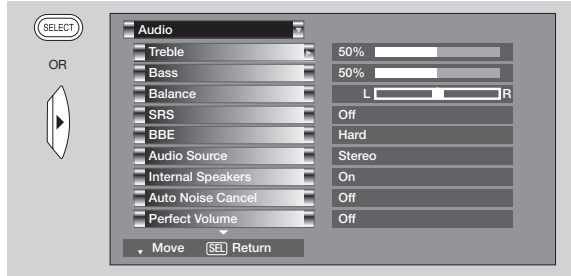 SELECT
OR
Audio
Treble 50%
Bass 50%
Balance L R
SRS Off
BBE Hard
Audio Source Stereo
Internal Speakers On
Auto Noise Cancel Off
Perfect Volume Off
Move SEL Return